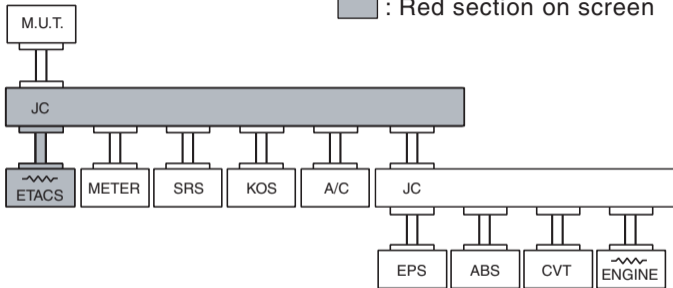 : Red section on screen
M.U.T.
JC
ETACS
METER
SRS
KOS
A/C
JC
EPS
ABS
CVT
ENGINE